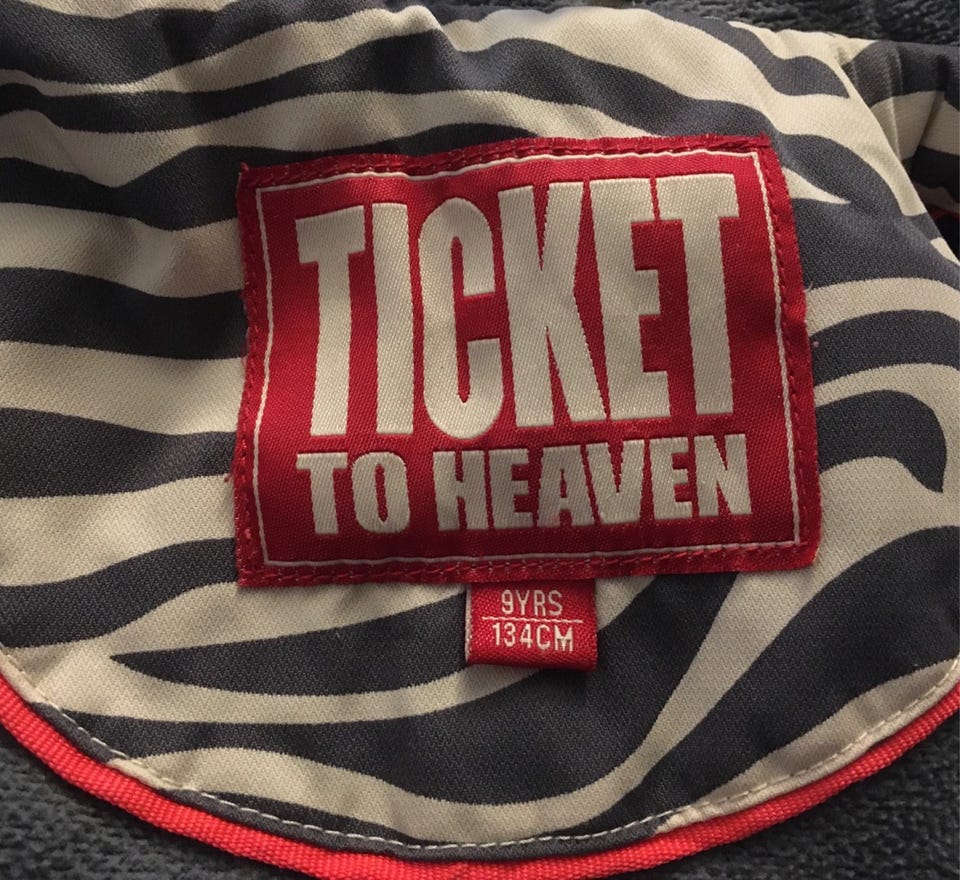 TICKET
TO HEAVEN
9YRS
134CM